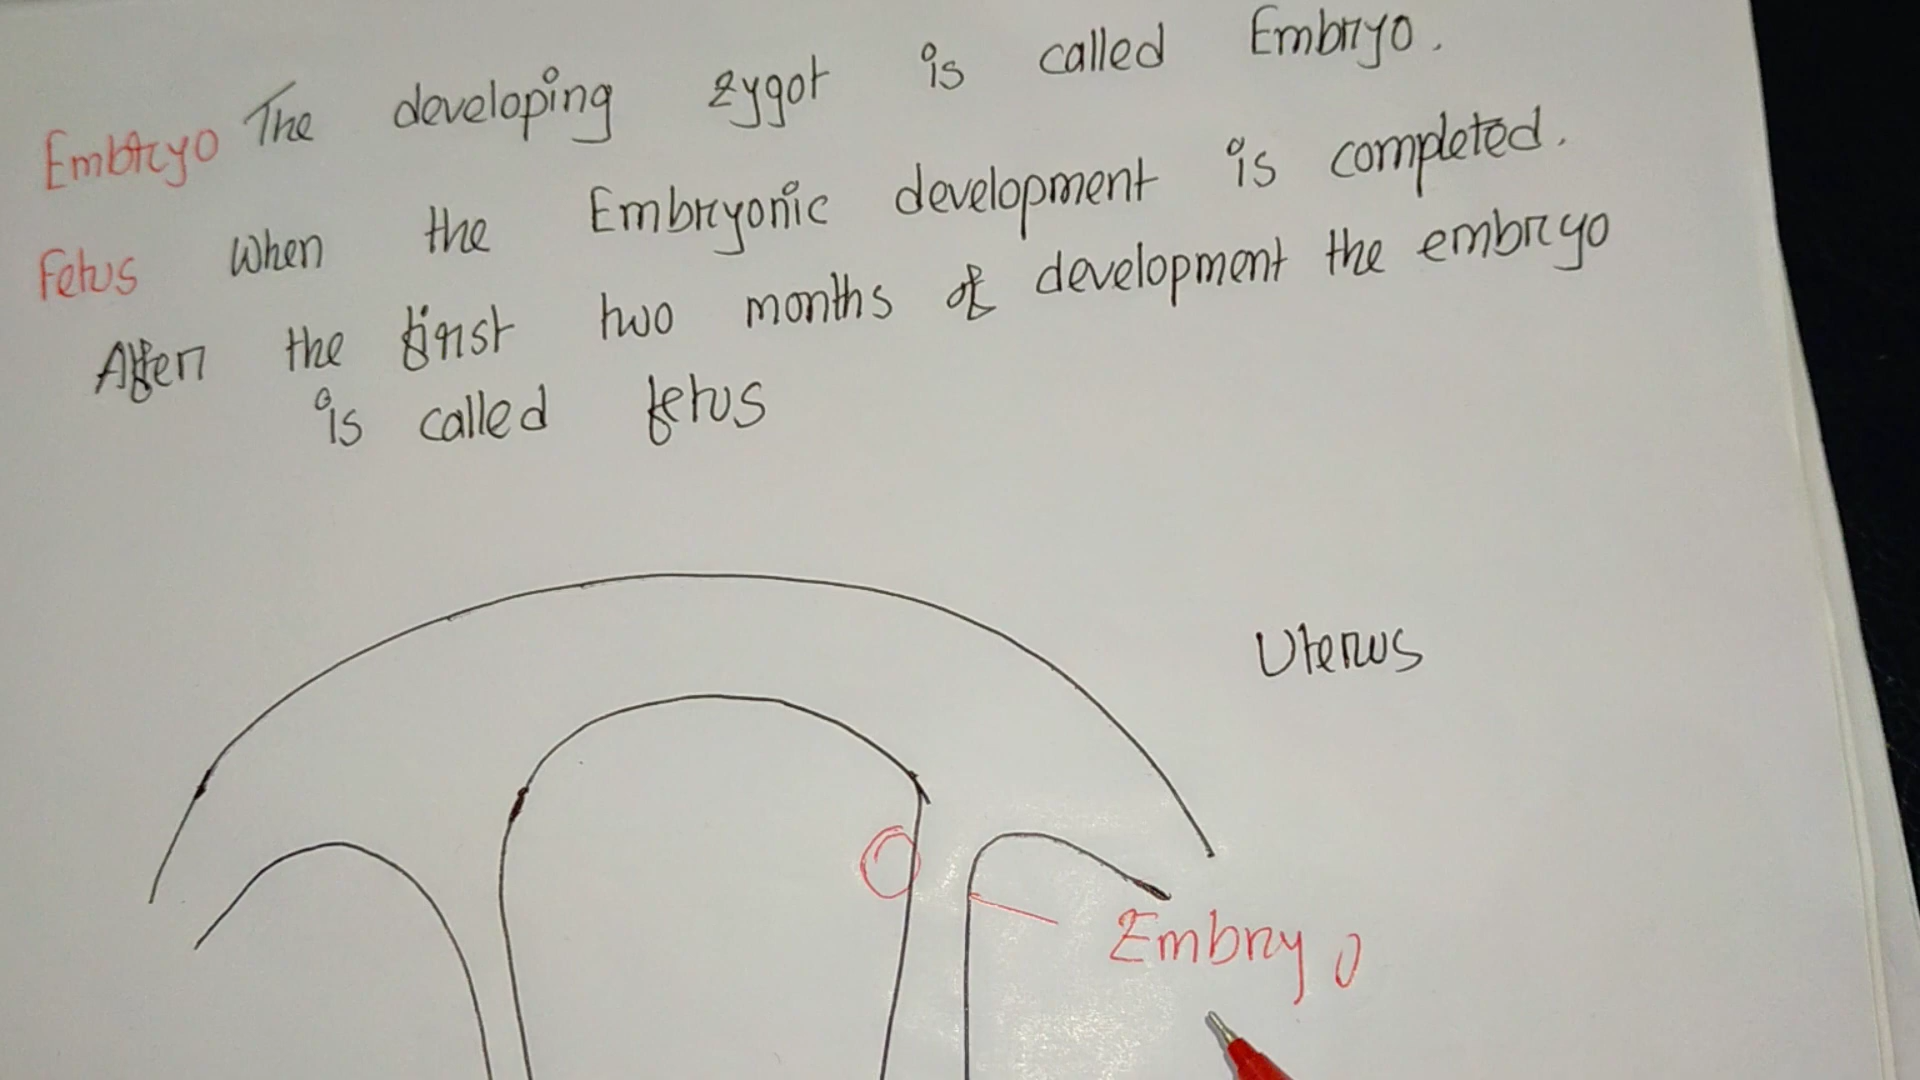 Embryo The developing zygot is called Embryo.
Fetus When the Embryonic development is completed.
After the first two months of development the embryo
is called fetus
Uterus
Embryo